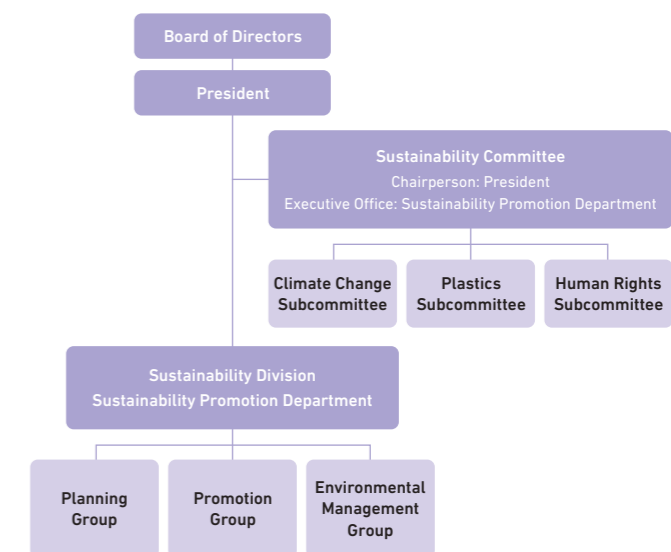 Board of Directors
President
Sustainability Committee
Chairperson: President
Executive Office: Sustainability Promotion Department
Climate Change
Subcommittee
Plastics
Subcommittee
Human Rights
Subcommittee
Sustainability Division
Sustainability Promotion Department
Planning
Group
Promotion
Group
Environmental
Management
Group